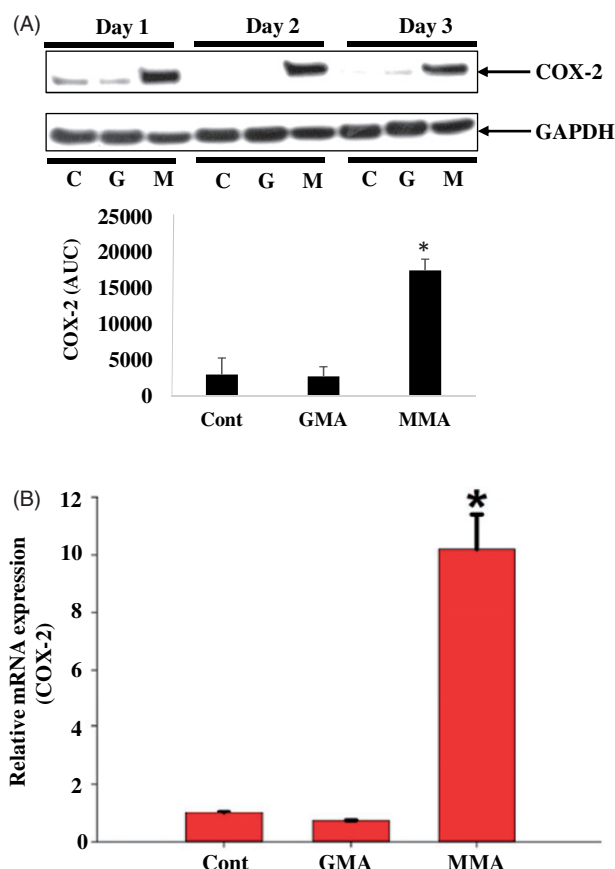 (A)
Day 1 Day 2 Day 3
COX-2
GAPDH
C G M C G M C G M
COX-2 (AUC)
25000
20000
15000
10000
5000
0
*
Cont GMA MMA
(B)
Relative mRNA expression
(COX-2)
12
10
8
6
4
2
0
*
Cont GMA MMA